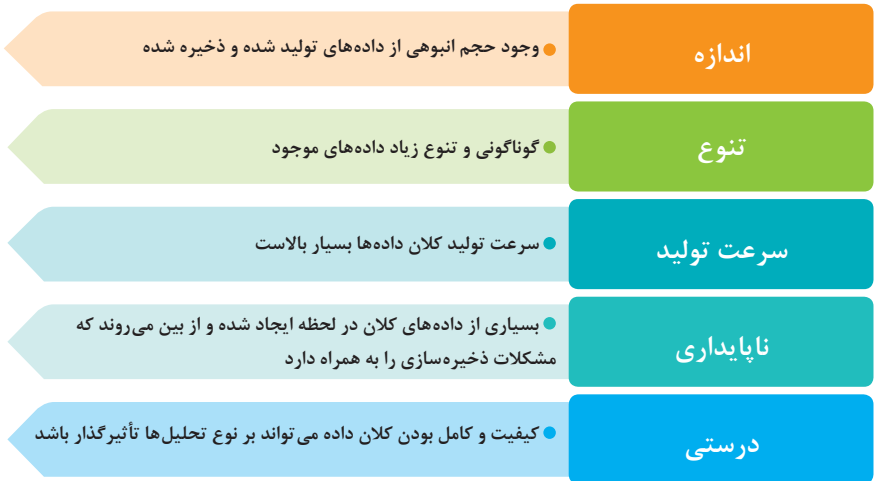 اندازه
وجود حجم انبوهی از داده‌های تولید شده و ذخیره شده
تنوع
گوناگونی و تنوع زیاد داده‌های موجود
سرعت تولید
سرعت تولید کلان داده‌ها بسیار بالاست
ناپایداری
بسیاری از داده‌های کلان در لحظه ایجاد شده و از بین می‌روند که
مشکلات ذخیره‌سازی را به همراه دارد
درستی
کیفیت و کامل بودن کلان داده می‌تواند بر نوع تحلیل‌ها تأثیرگذار باشد